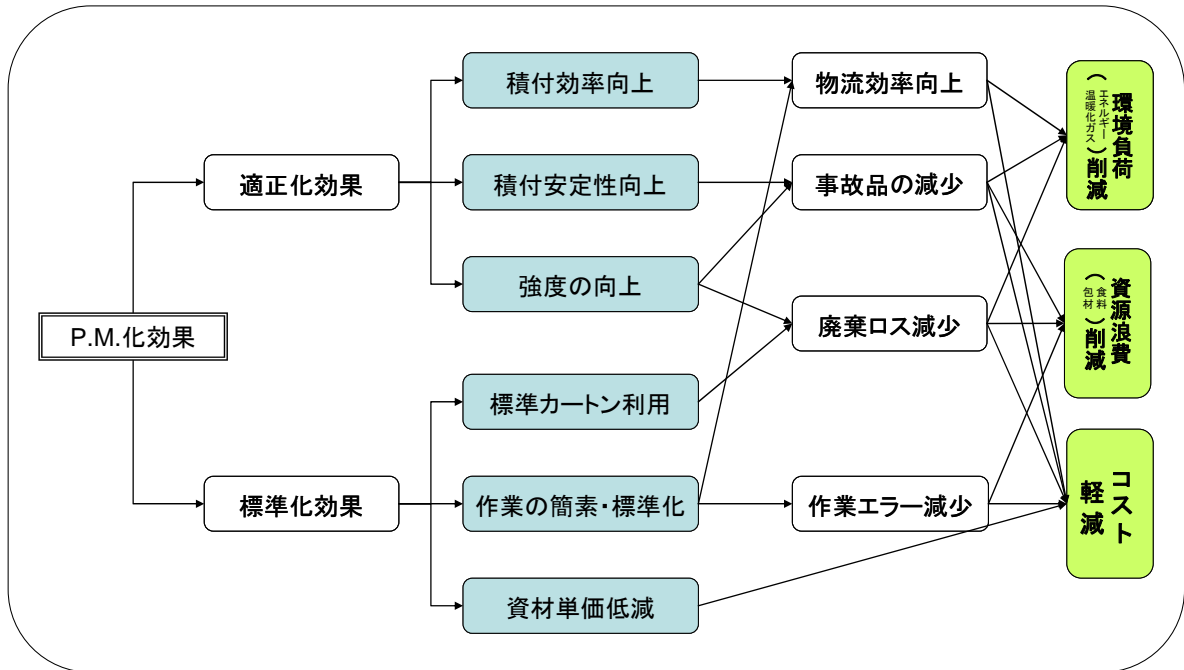 P.M.化効果
適正化効果
標準化効果
積付効率向上
積付安定性向上
強度の向上
標準カートン利用
作業の簡素・標準化
資材単価低減
物流効率向上
事故品の減少
廃棄ロス減少
作業エラー減少
環境負荷
(エネルギー
温暖化ガス)削減
資源浪費
(食料
包材)削減
コスト
軽減